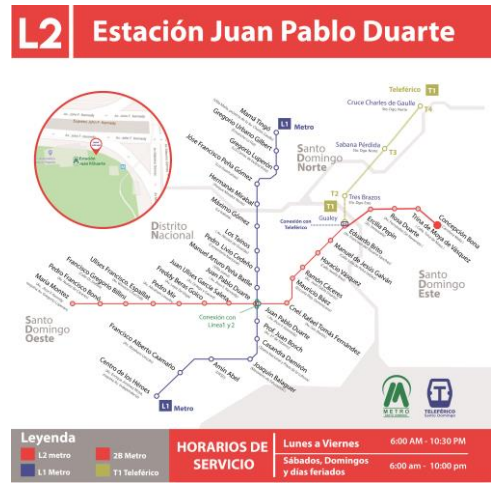 L2
Estación Juan Pablo Duarte
Teleférico T1
Cruce Charles de Gaulle
T4
Mamá Tingó
L1 Metro
Gregorio Urbano Gilbert
Gregorio Luperón
José Francisco Peña Gómez
Hermanas Mirabal
Máximo Gómez
Los Taínos
Pedro Livio Cedeño
Manuel Arturo Peña Batlle
Juan Pablo Duarte
Santo
Domingo
Norte
Sabana Pérdida
T3
T2
Tres Brazos
T1
Gualey
Conexión con
Teleférico
Distrito
Nacional
Juan Ulises García Saleta
Freddy Beras Goico
Pedro Mir
Ulises Francisco Espaillat
Francisco Gregorio Billini
Pedro Francisco Bonó
María Montez
Santo
Domingo
Oeste
Concepción Bona
Trina de Moya de Vásquez
Rosa Duarte
Ercilia Pepín
Eduardo Brito
Manuel de Jesús Galván
Horacio Vásquez
Ramón Cáceres
Mauricio Báez
Cnel. Rafael Tomás Fernández
Santo
Domingo
Este
Conexión con
Línea1 y 2
Juan Pablo Duarte
Prof. Juan Bosch
Casandra Damirón
Joaquín Balaguer
Amín Abel
Francisco Alberto Caamaño
Centro de los Héroes
L1 Metro
METRO
TELEFÉRICO
Santo Domingo
Leyenda
L2 metro
2B Metro
L1 Metro
T1 Teleférico
HORARIOS DE
SERVICIO
Lunes a Viernes
6:00 AM - 10:30 PM
Sábados, Domingos
y días feriados
6:00 am - 10:00 pm